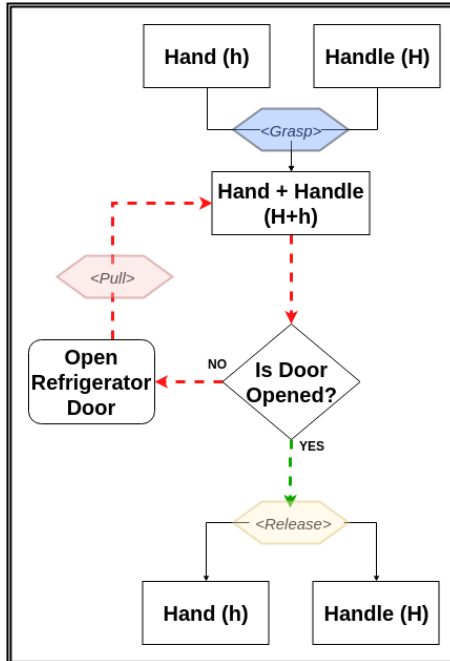 Hand (h)
Handle (H)
<Grasp>
Hand + Handle
(H+h)
<Pull>
Open
Refrigerator
Door
NO
Is Door
Opened?
YES
<Release>
Hand (h)
Handle (H)